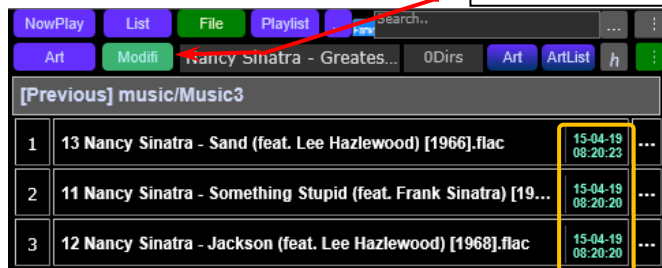 NowPlay List File Playlist .. Search.. ... ⋮
Art Modifi Nancy Sinatra - Greates... 0Dirs Art ArtList h ⋮
[Previous] music/Music3
1 13 Nancy Sinatra - Sand (feat. Lee Hazlewood) [1966].flac 15-04-19 ...
08:20:23
2 11 Nancy Sinatra - Something Stupid (feat. Frank Sinatra) [19... 15-04-19 ...
08:20:20
3 12 Nancy Sinatra - Jackson (feat. Lee Hazlewood) [1968].flac 15-04-19 ...
08:20:20